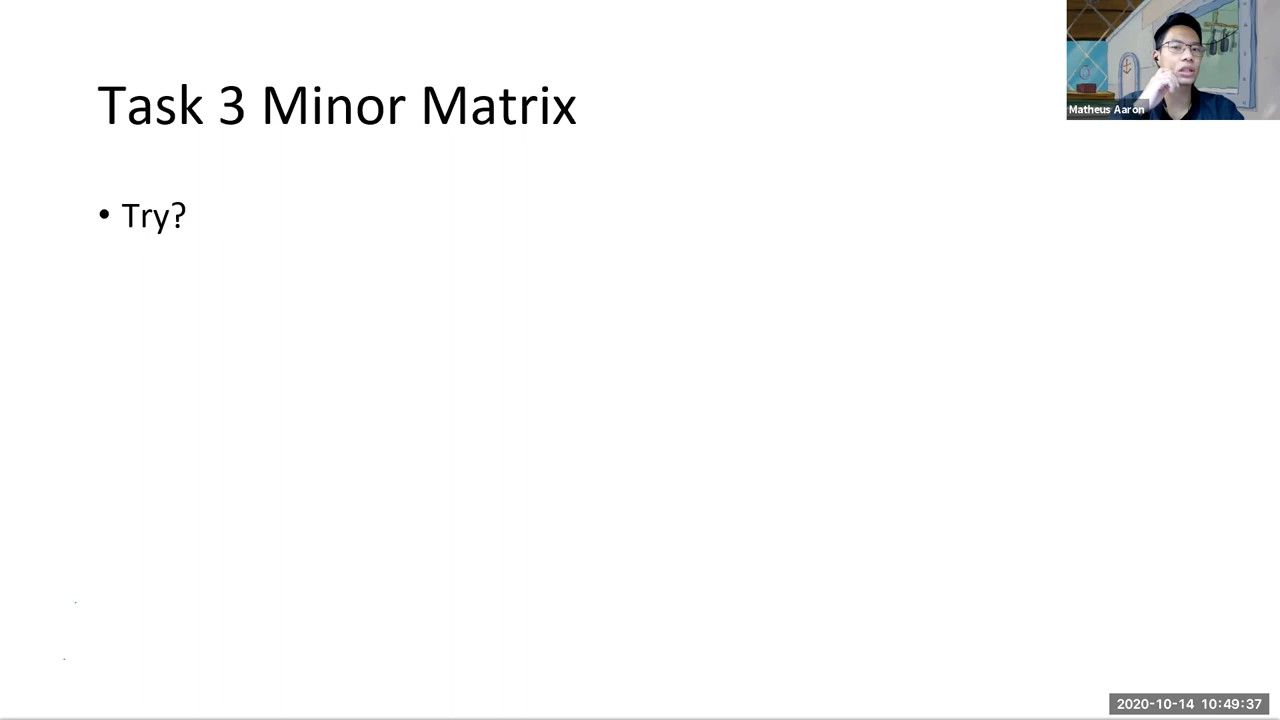 Task 3 Minor Matrix
Matheus Aaron
• Try?
2020-10-14 10:49:37